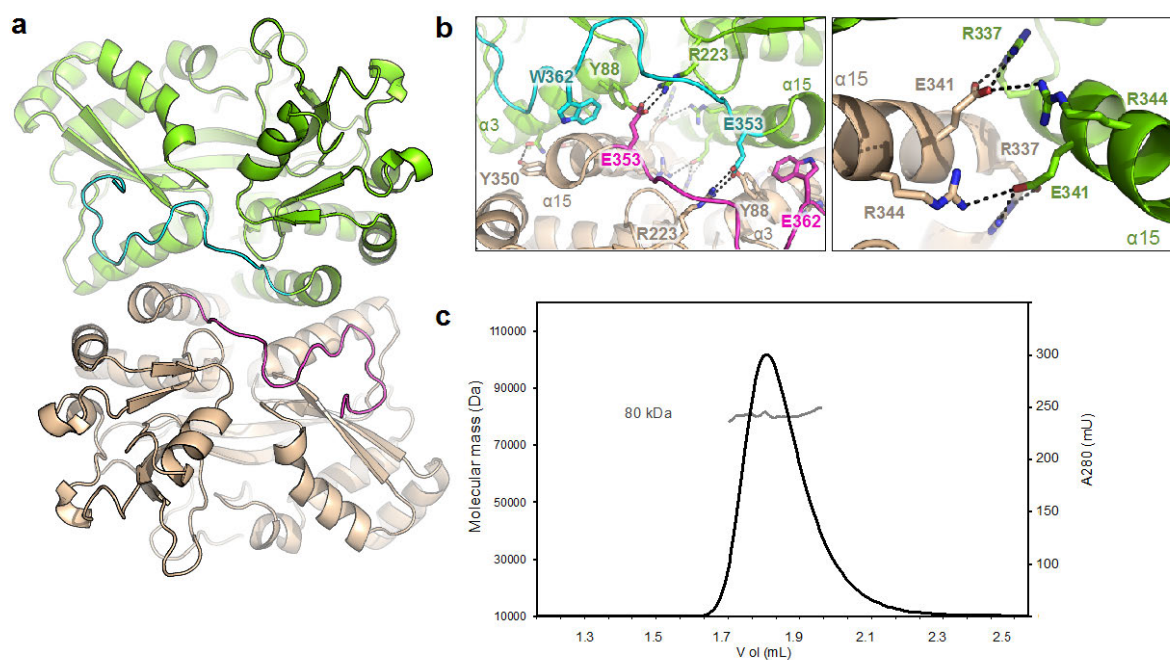 a
b
W362
Y88
R223
α15
α3
E353
E353
Y350
α15
R223
Y88
α3
E362
R337
E341
α15
R344
R337
R344
E341
α15
c
110000
90000
70000
50000
30000
10000
Molecular mass (Da)
80 kDa
300
250
200
150
100
A280 (mU)
1.3 1.5 1.7 1.9 2.1 2.3 2.5
V ol (mL)